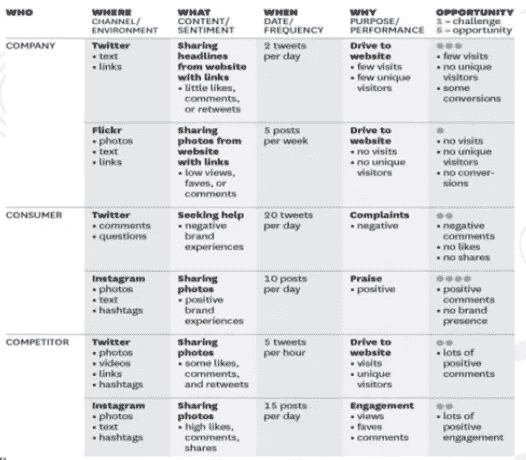 WHO WHERE WHAT WHEN WHY OPPORTUNITY
CHANNEL/ CONTENT/ DATE/ PURPOSE/ 1 = challenge
ENVIRONMENT SENTIMENT FREQUENCY PERFORMANCE 5 = opportunity
COMPANY Twitter Sharing 2 tweets Drive to
• text headlines per day website • few visits
• links from website • few visits • no unique
with links • few unique visitors
• little likes, visitors • some
comments, conversions
or retweets
Flickr Sharing 5 posts Drive to
• photos photos from per week website • no visits
• text website • no visits • no unique
• links with links • no unique visitors
• low views, visitors • no conver-
faves, or sions
comments
CONSUMER Twitter Seeking help 20 tweets Complaints
• comments • negative per day • negative • negative
• questions brand comments
experiences • no likes
• no shares
Instagram Sharing 10 posts Praise
• photos photos per day • positive • positive
• text • positive comments
• hashtags brand • no brand
experiences presence
COMPETITOR Twitter Sharing 5 tweets Drive to
• photos photos per hour website • lots of
• videos • some likes, • visits positive
• links comments, • unique comments
• hashtags and retweets visitors
Instagram Sharing 15 posts Engagement
• photos photos per day • views • lots of
• text • high likes, • faves positive
• hashtags comments, • comments engagement
shares